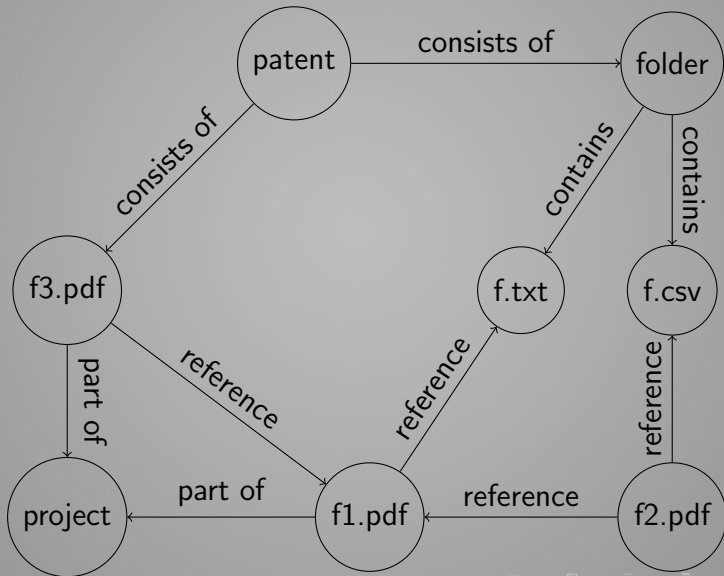 patent
consists of
folder
consists of
contains
contains
f3.pdf
f.txt
f.csv
part of
reference
reference
reference
project
part of
f1.pdf
reference
f2.pdf